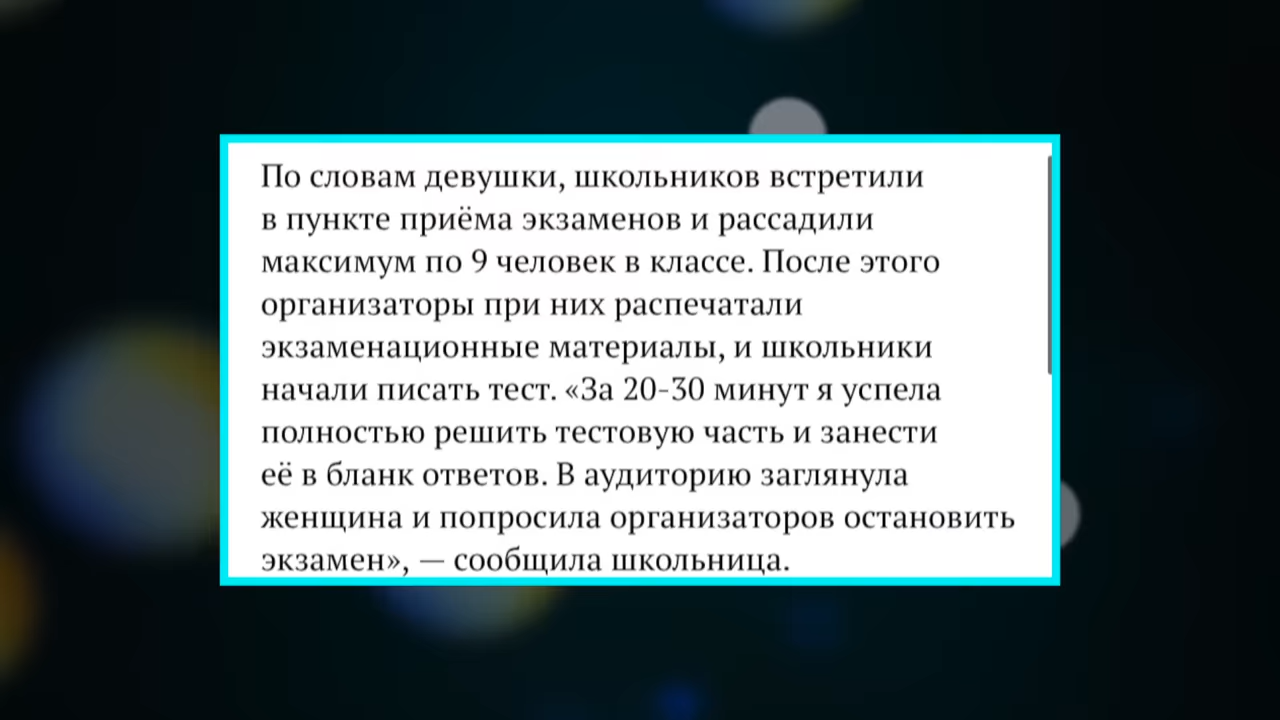 По словам девушки, школьников встретили
в пункте приёма экзаменов и рассадили
максимум по 9 человек в классе. После этого
организаторы при них распечатали
экзаменационные материалы, и школьники
начали писать тест. «За 20-30 минут я успела
полностью решить тестовую часть и занести
её в бланк ответов. В аудиторию заглянула
женщина и попросила организаторов остановить
экзамен», — сообщила школьница.